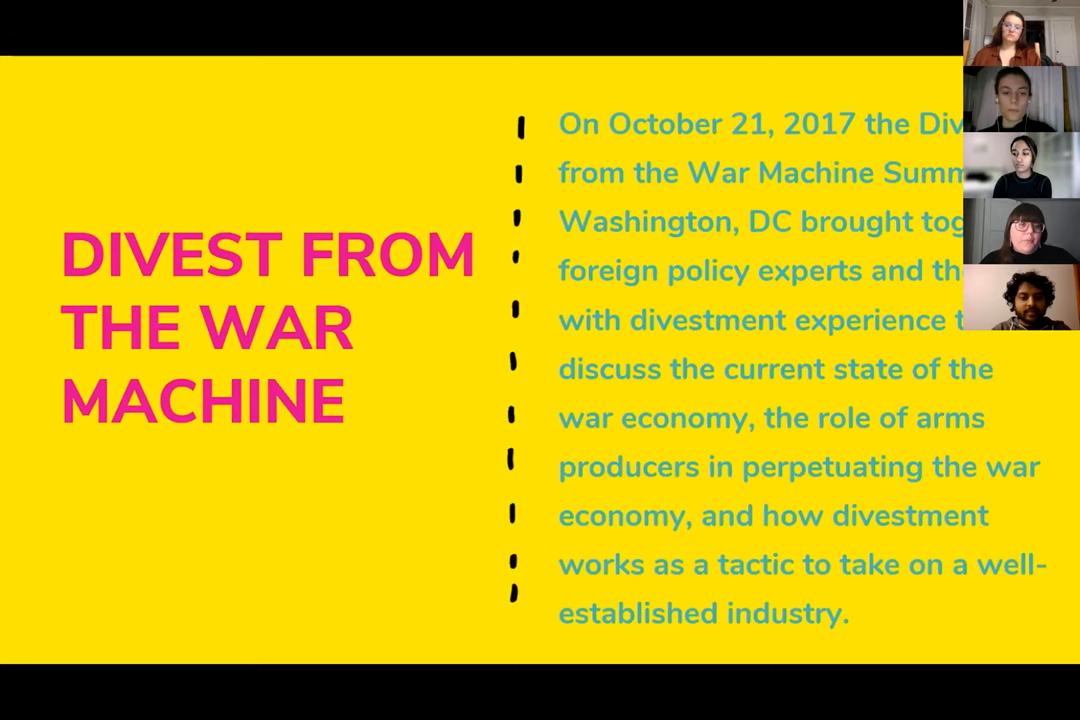 DIVEST FROM
THE WAR
MACHINE
On October 21, 2017 the
from the War Machine
Washington, DC brought
foreign policy experts and
with divestment experience
discuss the current state of the
war economy, the role of arms
producers in perpetuating the war
economy, and how divestment
works as a tactic to take on a well-
established industry.